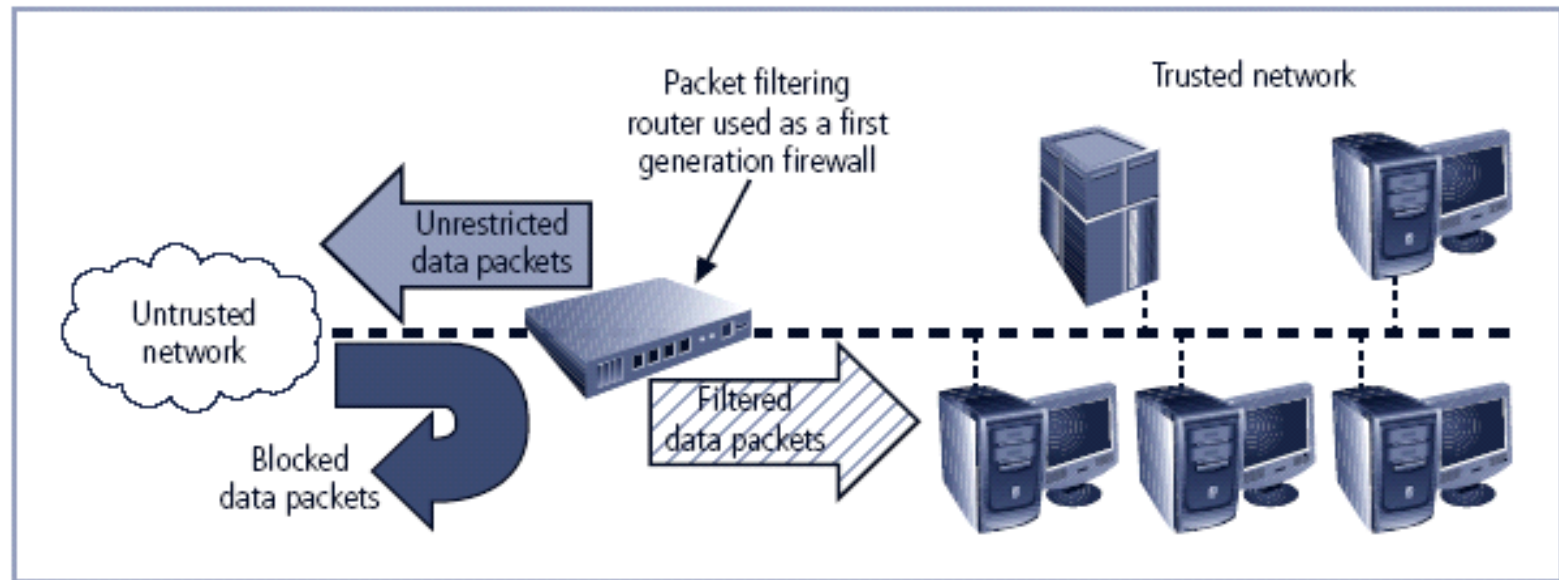 Packet filtering
router used as a first
generation firewall
Trusted network
Unrestricted
data packets
Untrusted
network
Filtered
data packets
Blocked
data packets